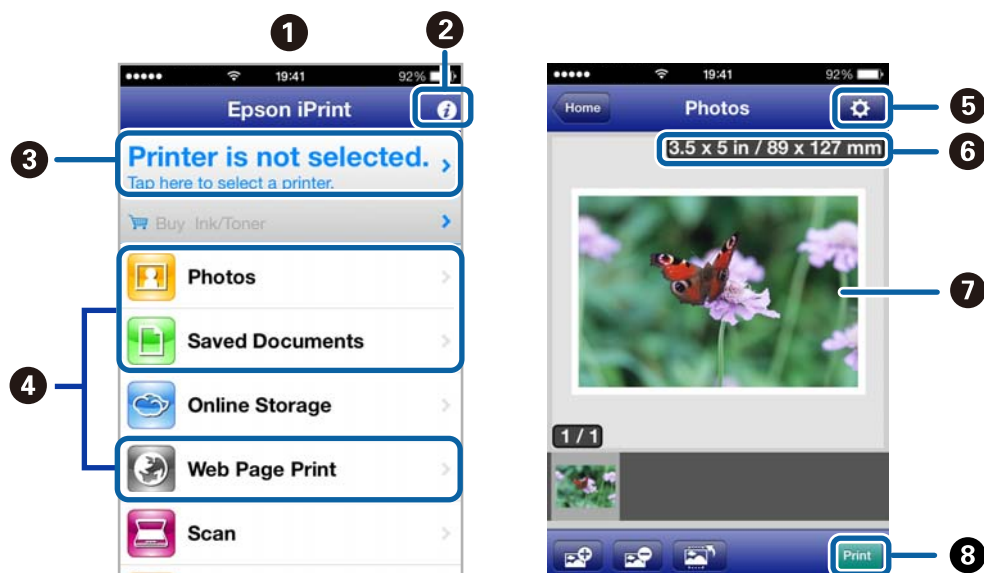 1
2
19:41
92%
Epson iPrint
3
Printer is not selected.
Tap here to select a printer.
Buy Ink/Toner
Photos
Saved Documents
4
Online Storage
Web Page Print
Scan
19:41
92%
Home
Photos
5
3.5 x 5 in / 89 x 127 mm
6
7
1 / 1
Print
8